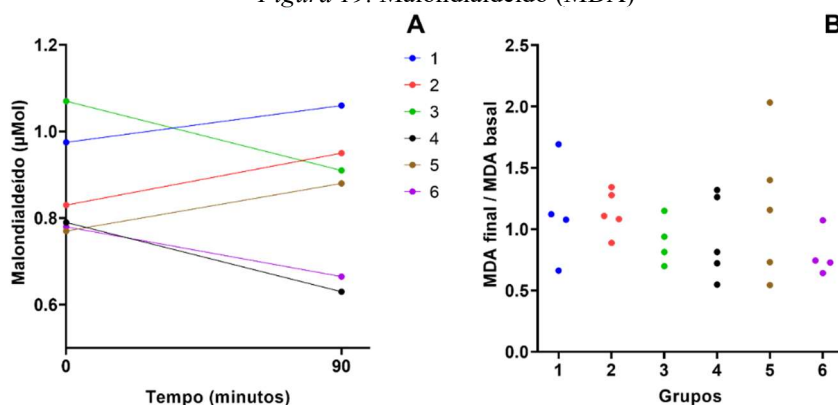 Figura 19: Malondialdeído (MDA)
A
Malondialdeído (µMol)
1.2
1.0
0.8
0.6
0
90
Tempo (minutos)
1
2
3
4
5
6
B
MDA final / MDA basal
2.5
2.0
1.5
1.0
0.5
0.0
1 2 3 4 5 6
Grupos